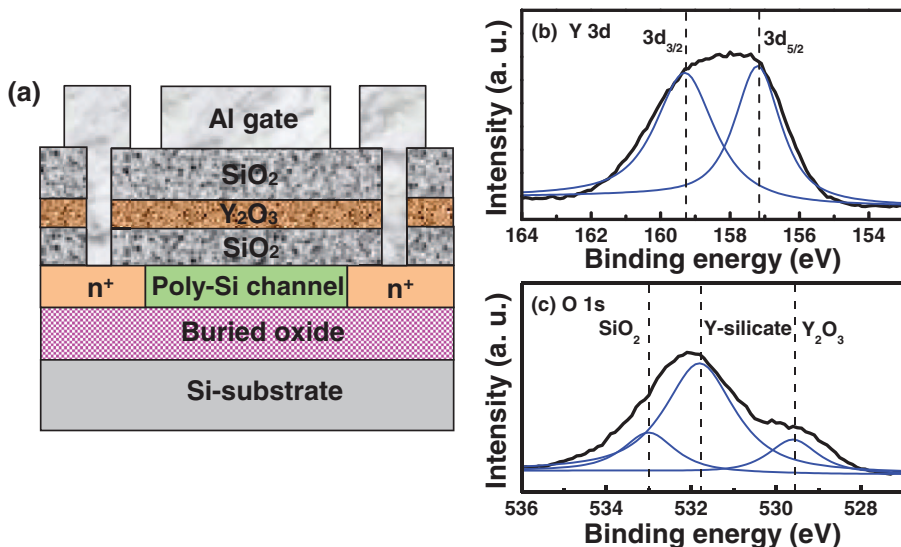 (a)
Al gate
SiO₂
Y₂O₃
SiO₂
n⁺ Poly-Si channel n⁺
Buried oxide
Si-substrate
(b) Y 3d
3d₃/₂ 3d₅/₂
Intensity (a. u.)
164 162 160 158 156 154
Binding energy (eV)
(c) O 1s
SiO₂ Y-silicate Y₂O₃
Intensity (a. u.)
536 534 532 530 528
Binding energy (eV)